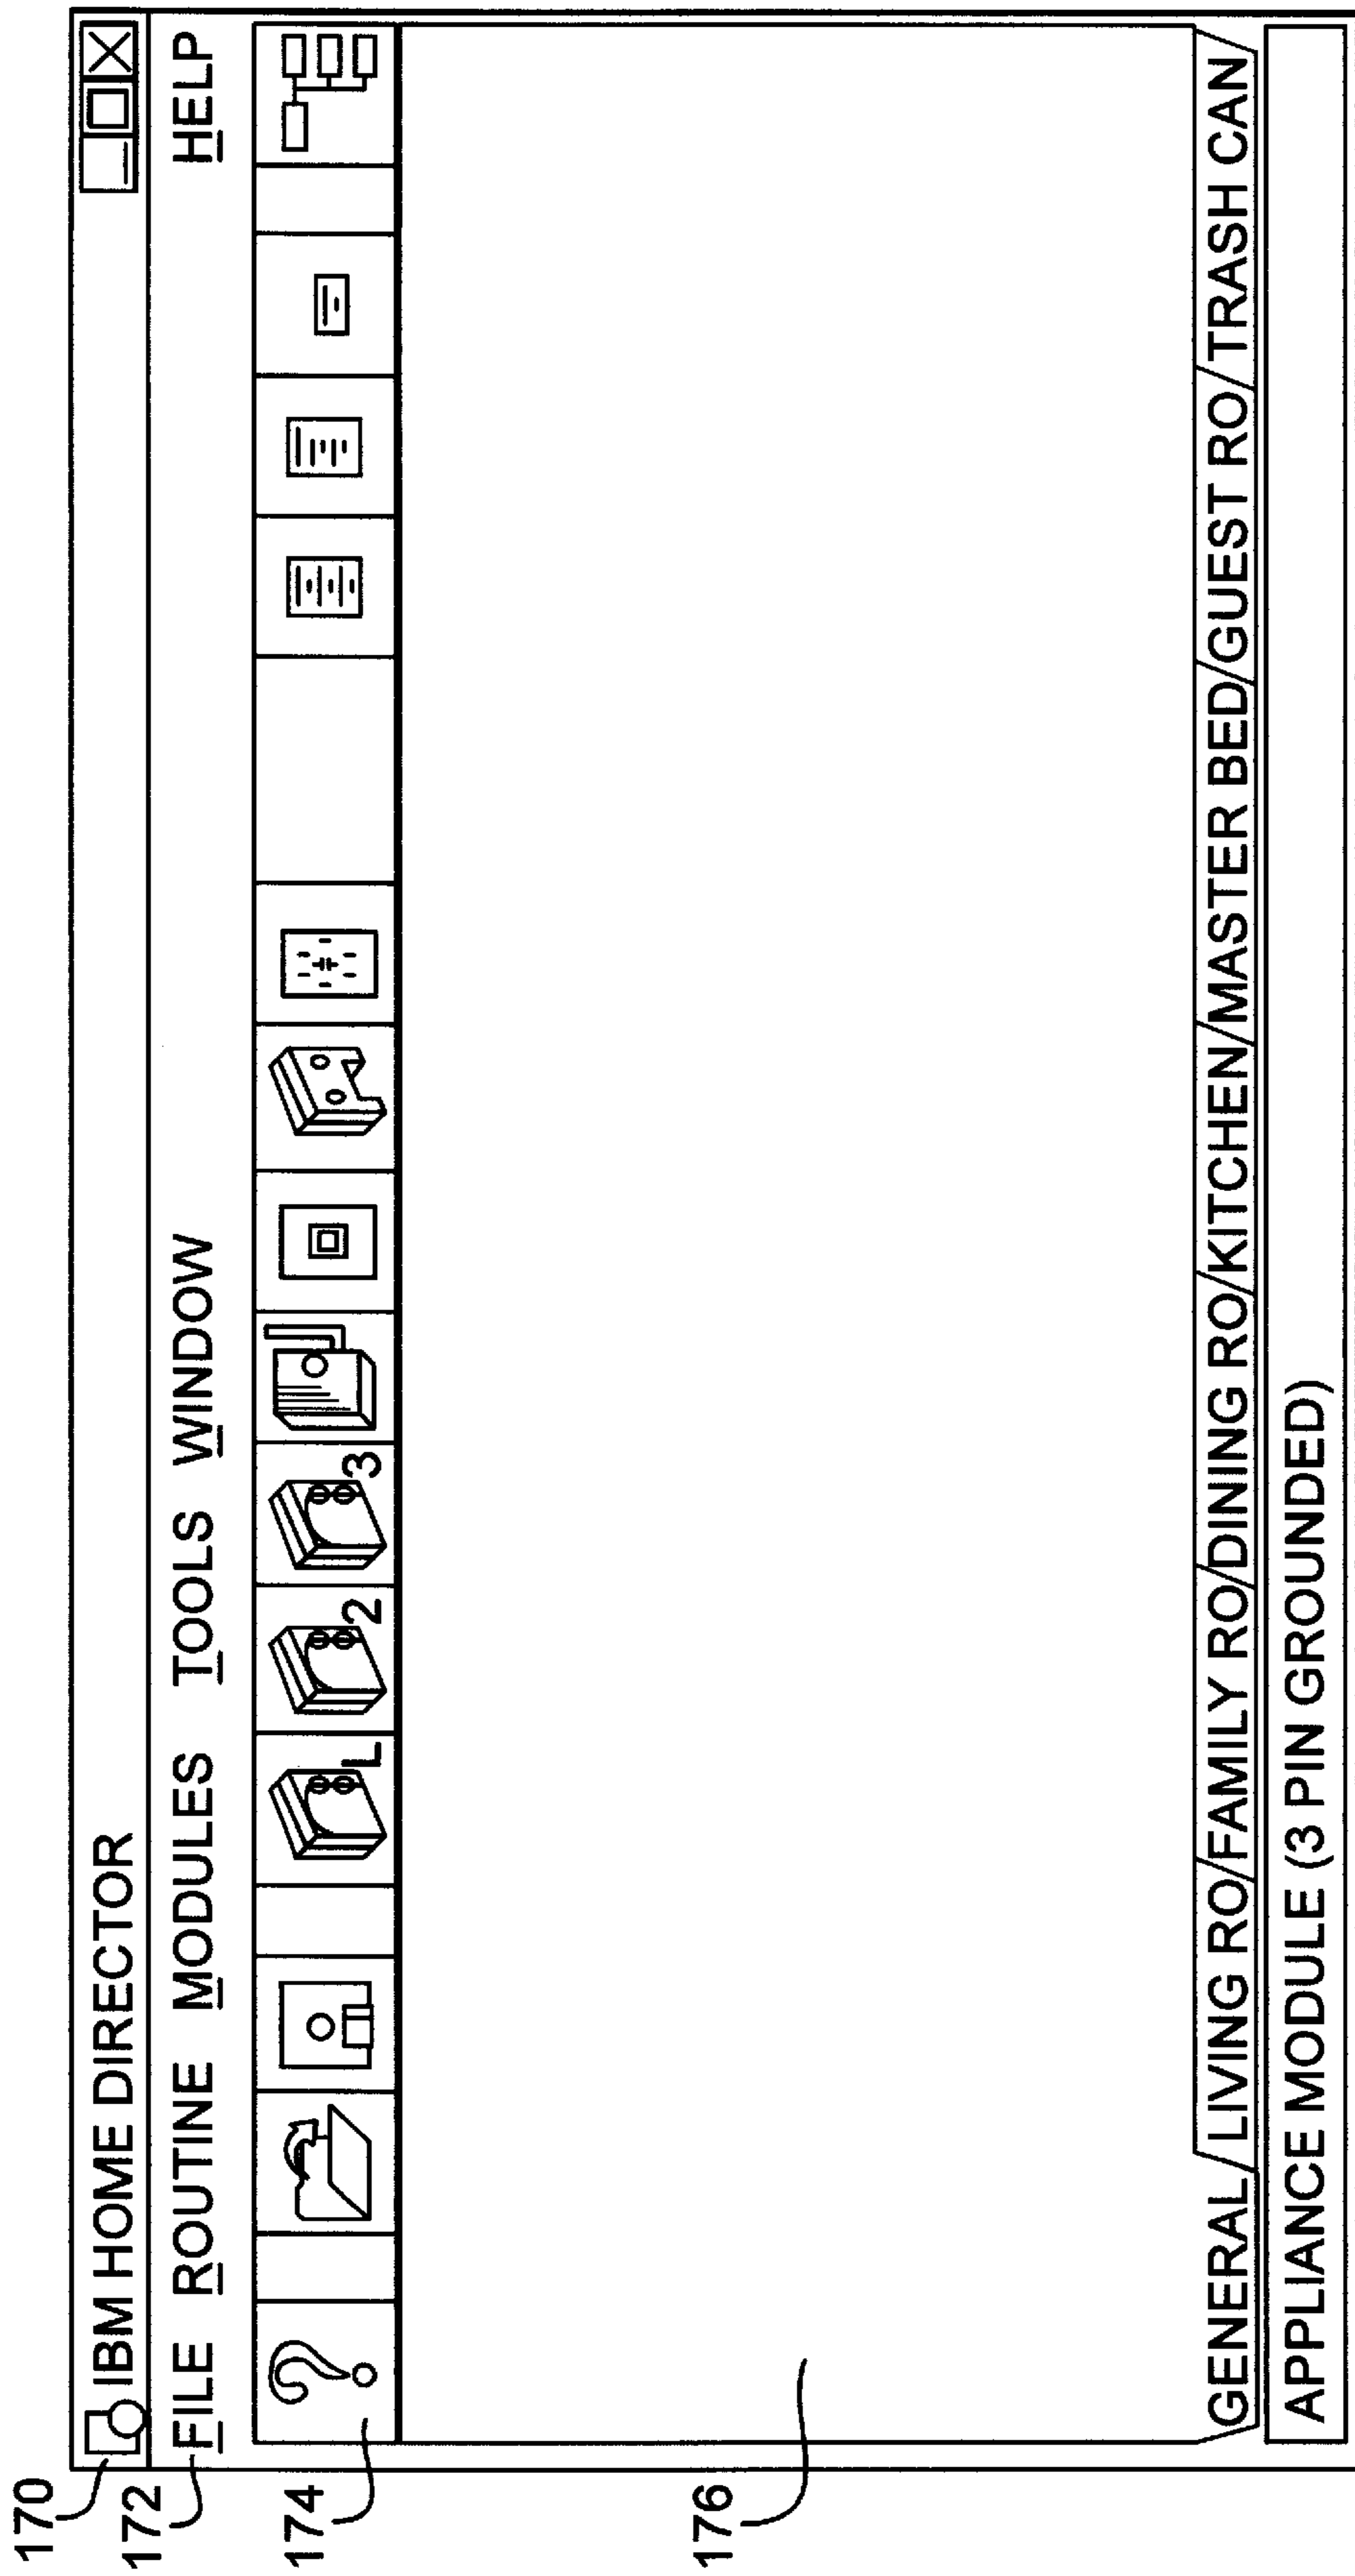 170
IBM HOME DIRECTOR
172
FILE ROUTINE MODULES TOOLS WINDOW HELP
174
? L 2 3
176
GENERAL/ LIVING RO/FAMILY RO/DINING RO/KITCHEN/MASTER BED/GUEST RO/TRASH CAN/
APPLIANCE MODULE (3 PIN GROUNDED)